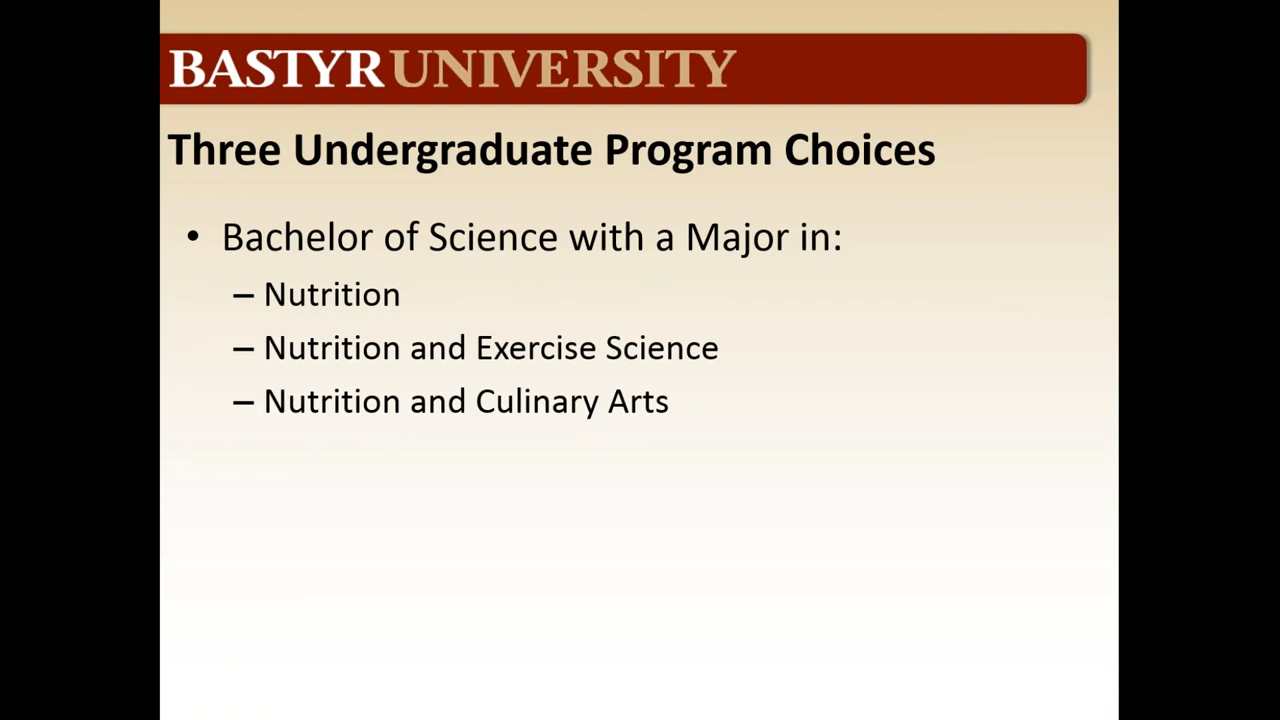 BASTYR UNIVERSITY
Three Undergraduate Program Choices
• Bachelor of Science with a Major in:
– Nutrition
– Nutrition and Exercise Science
– Nutrition and Culinary Arts